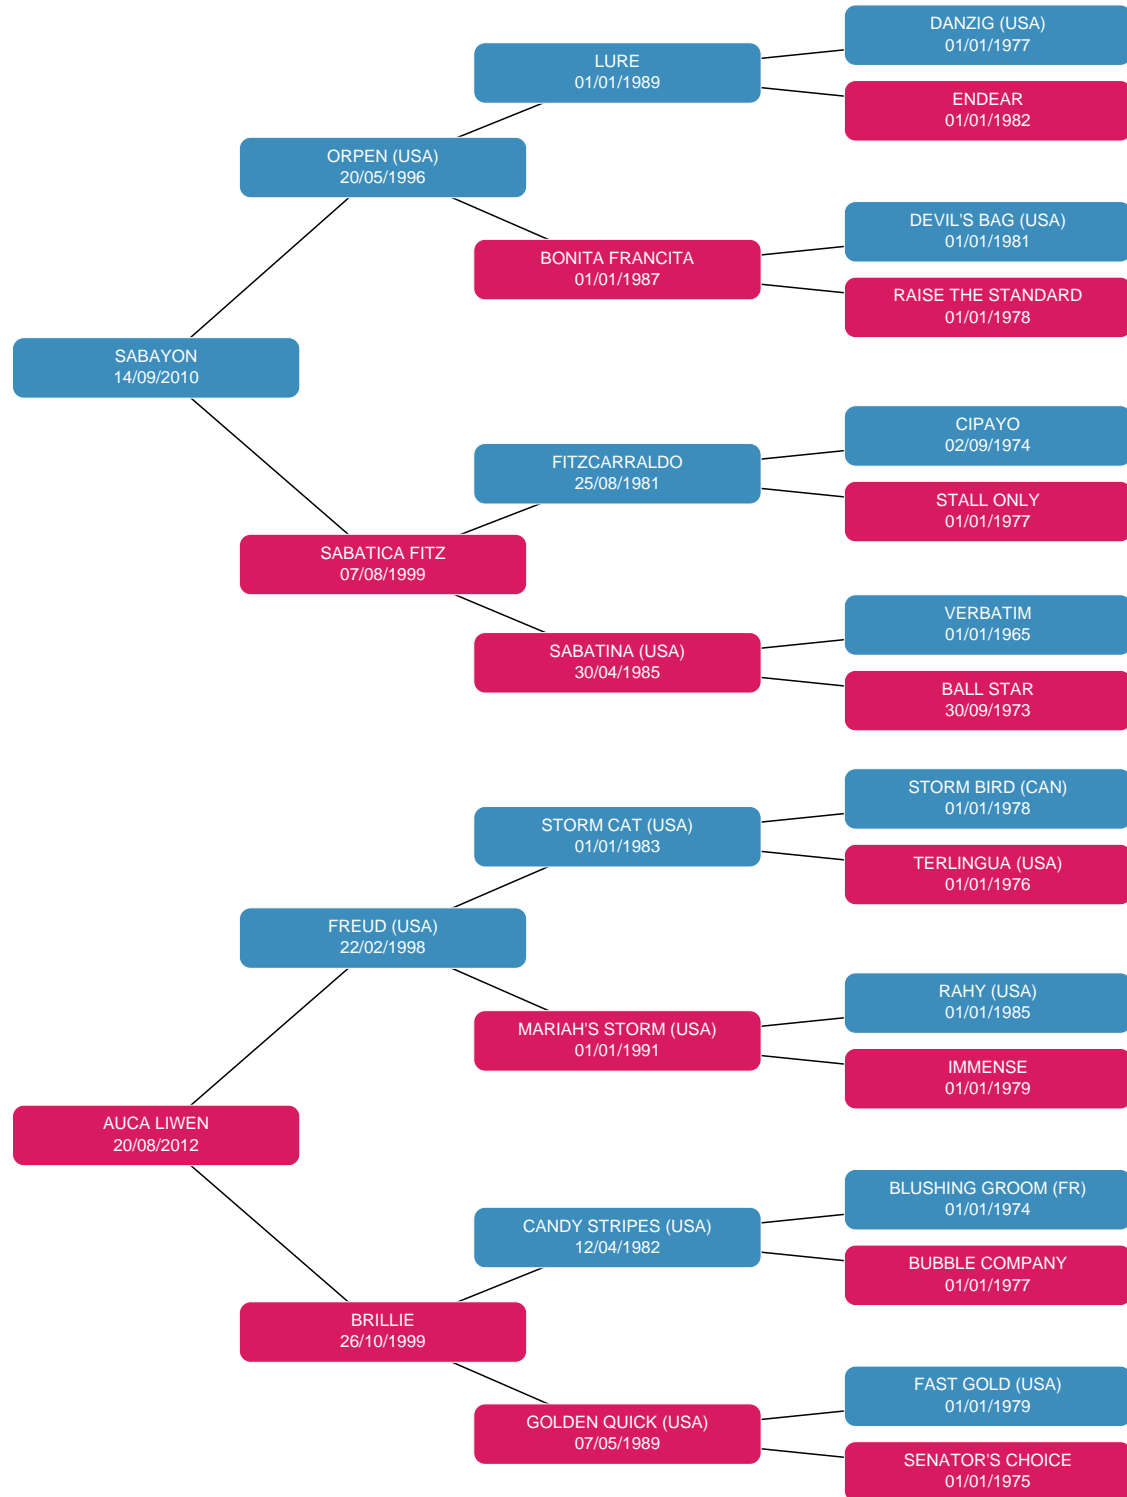 DANZIG (USA)
01/01/1977
LURE
01/01/1989
ENDEAR
01/01/1982
ORPEN (USA)
20/05/1996
DEVIL'S BAG (USA)
01/01/1981
BONITA FRANCITA
01/01/1987
RAISE THE STANDARD
01/01/1978
SABAYON
14/09/2010
CIPAYO
02/09/1974
FITZCARRALDO
25/08/1981
STALL ONLY
01/01/1977
SABATICA FITZ
07/08/1999
VERBATIM
01/01/1965
SABATINA (USA)
30/04/1985
BALL STAR
30/09/1973
STORM BIRD (CAN)
01/01/1978
STORM CAT (USA)
01/01/1983
TERLINGUA (USA)
01/01/1976
FREUD (USA)
22/02/1998
RAHY (USA)
01/01/1985
MARIAH'S STORM (USA)
01/01/1991
IMMENSE
01/01/1979
AUCA LIWEN
20/08/2012
BLUSHING GROOM (FR)
01/01/1974
CANDY STRIPES (USA)
12/04/1982
BUBBLE COMPANY
01/01/1977
BRILLIE
26/10/1999
FAST GOLD (USA)
01/01/1979
GOLDEN QUICK (USA)
07/05/1989
SENATOR'S CHOICE
01/01/1975